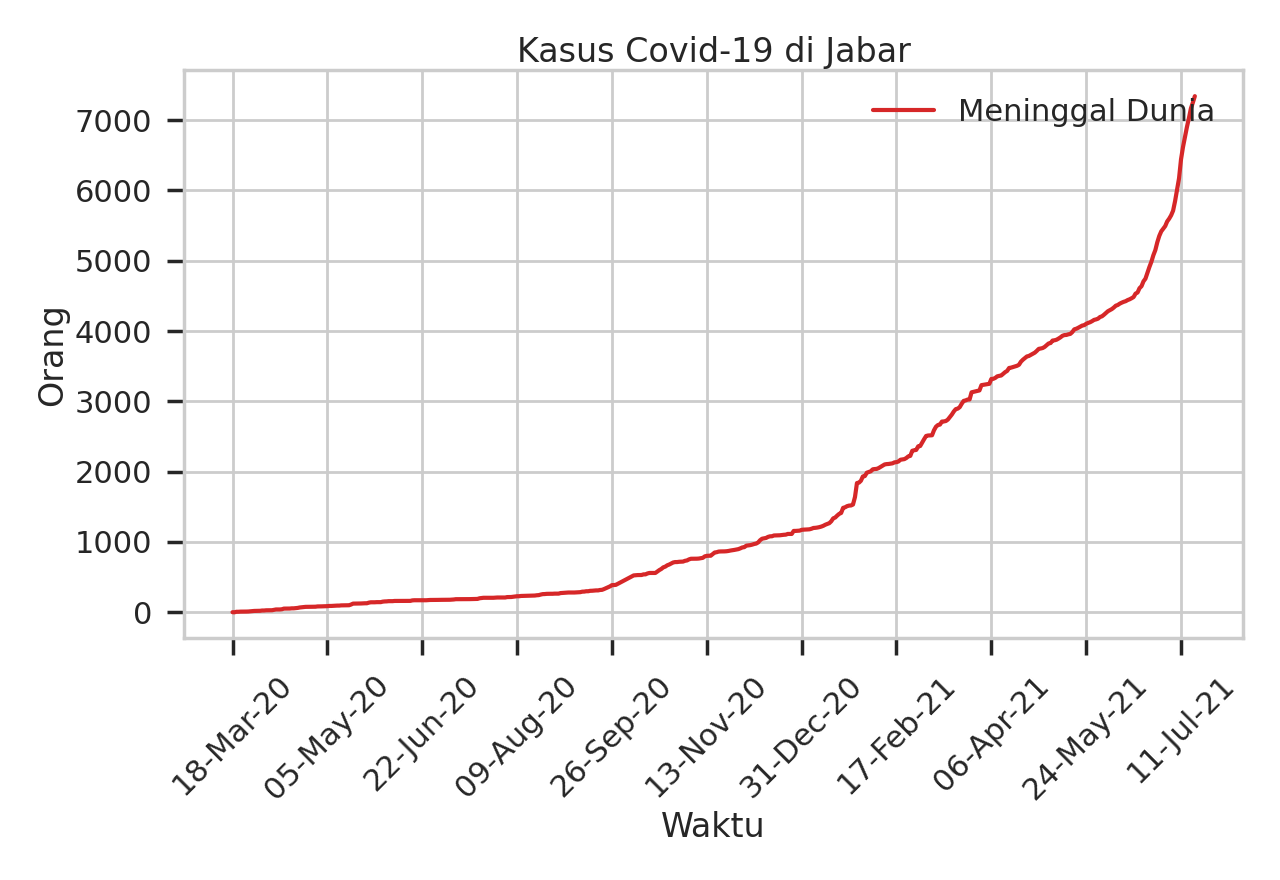 Kasus Covid-19 di Jabar
Meninggal Dunia
7000
6000
5000
4000
3000
2000
1000
0
Orang
18-Mar-20
05-May-20
22-Jun-20
09-Aug-20
26-Sep-20
13-Nov-20
31-Dec-20
17-Feb-21
06-Apr-21
24-May-21
11-Jul-21
Waktu